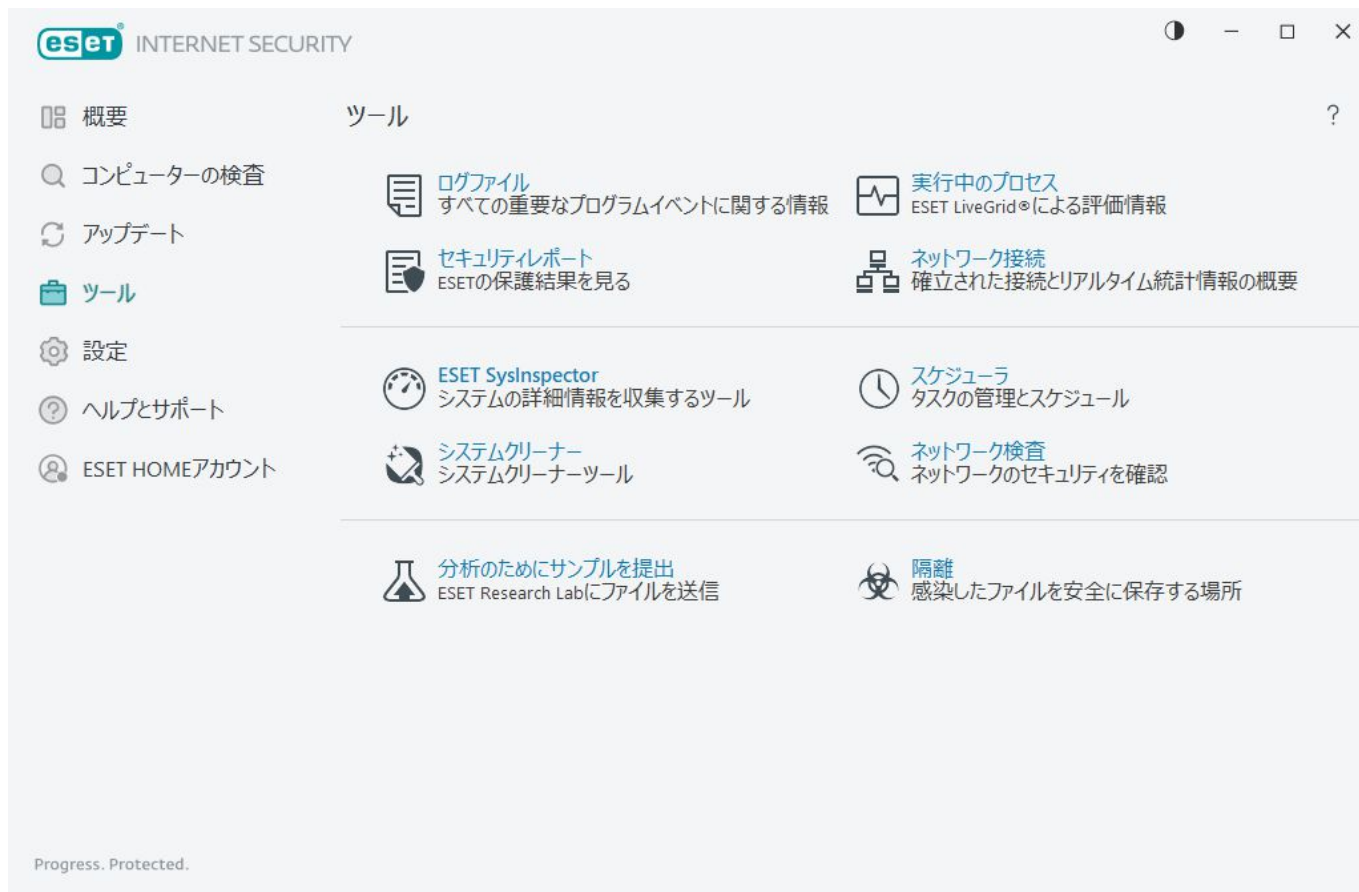 eset® INTERNET SECURITY
概要
コンピューターの検査
アップデート
ツール
設定
ヘルプとサポート
ESET HOMEアカウント
ツール
?
ログファイル
すべての重要なプログラムイベントに関する情報
実行中のプロセス
ESET LiveGrid®による評価情報
セキュリティレポート
ESETの保護結果を見る
ネットワーク接続
確立された接続とリアルタイム統計情報の概要
ESET SysInspector
システムの詳細情報を収集するツール
スケジューラ
タスクの管理とスケジュール
システムクリーナー
システムクリーナーツール
ネットワーク検査
ネットワークのセキュリティを確認
分析のためにサンプルを提出
ESET Research Labにファイルを送信
隔離
感染したファイルを安全に保存する場所
Progress. Protected.